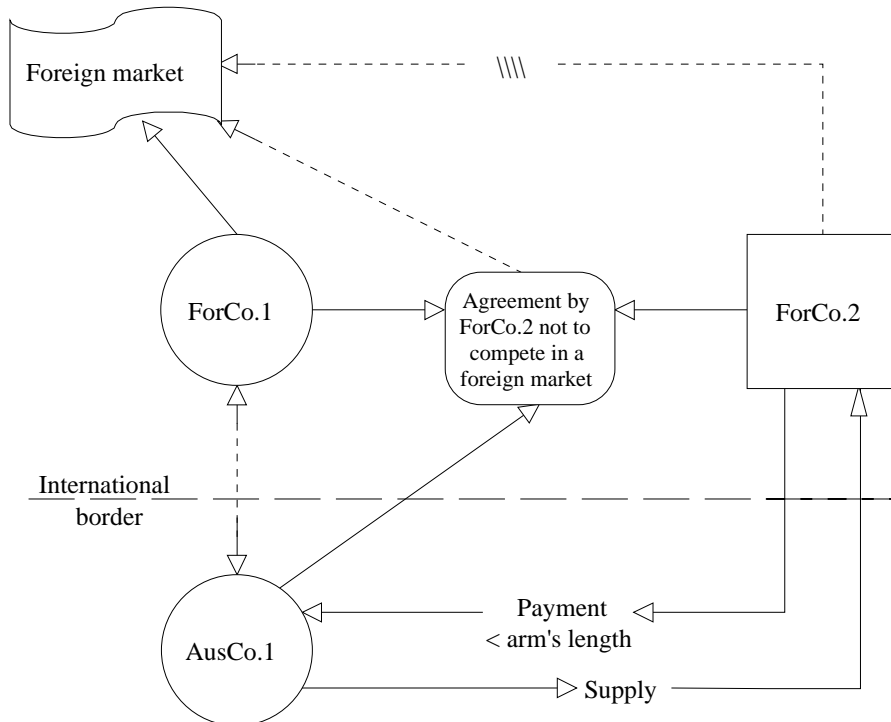 Foreign market
ForCo.1
Agreement by
ForCo.2 not to
compete in a
foreign market
ForCo.2
International
border
Payment
< arm's length
AusCo.1
Supply